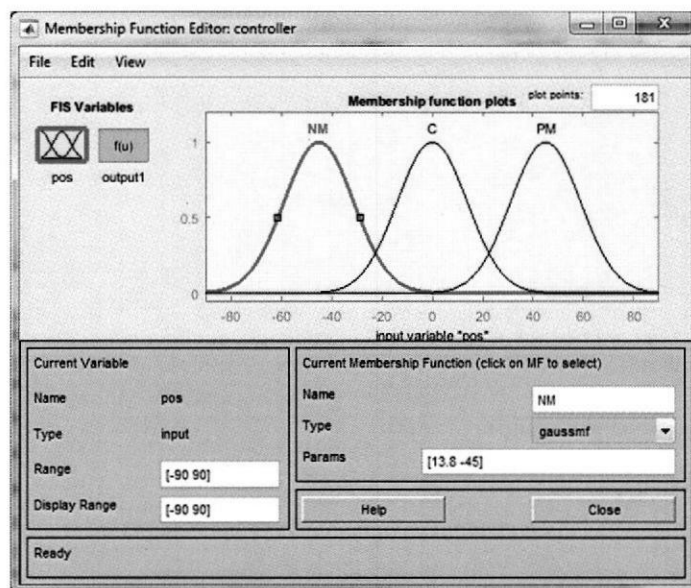 Membership Function Editor: controller
File Edit View
FIS Variables
f(u)
pos output1
Membership function plots plot points: 181
NM C PM
1
0.5
0
-80 -60 -40 -20 0 20 40 60 80
input variable "pos"
Current Variable
Name pos
Type input
Range [-90 90]
Display Range [-90 90]
Current Membership Function (click on MF to select)
Name NM
Type gaussmf
Params [13.8 -45]
Help Close
Ready